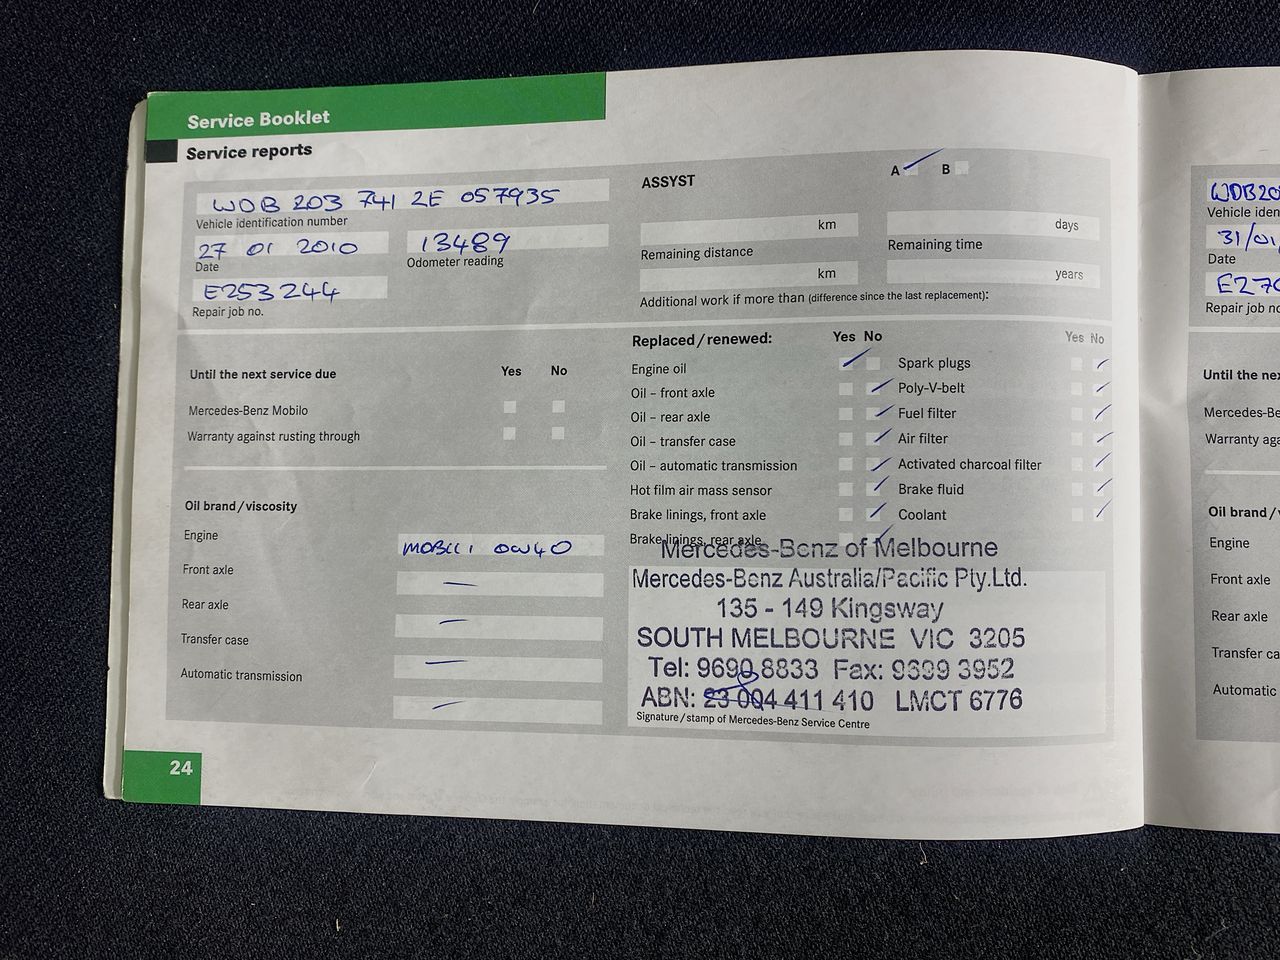 Service Booklet
Service reports
WDB 203 741 2E 057935
Vehicle identification number
27 01 2010
Date
13489
Odometer reading
E253244
Repair job no.
ASSYST
A B
km
Remaining distance
days
Remaining time
km
years
Additional work if more than (difference since the last replacement):
Until the next service due
Yes No
Mercedes-Benz Mobilo
Warranty against rusting through
Oil brand/viscosity
Engine
MOBIL 1 0W40
Front axle
Rear axle
Transfer case
Automatic transmission
Replaced/renewed:
Yes No
Engine oil
Oil – front axle
Oil – rear axle
Oil – transfer case
Oil – automatic transmission
Hot film air mass sensor
Brake linings, front axle
Brake linings, rear axle
Yes No
Spark plugs
Poly-V-belt
Fuel filter
Air filter
Activated charcoal filter
Brake fluid
Coolant
Mercedes-Benz of Melbourne
Mercedes-Benz Australia/Pacific Pty.Ltd.
135 - 149 Kingsway
SOUTH MELBOURNE VIC 3205
Tel: 9690 8833 Fax: 9699 3952
ABN: 23 004 411 410 LMCT 6776
Signature/stamp of Mercedes-Benz Service Centre
24
WDB20
Vehicle iden
31/01
Date
E27
Repair job no
Until the nex
Mercedes-Be
Warranty aga
Oil brand/
Engine
Front axle
Rear axle
Transfer ca
Automatic